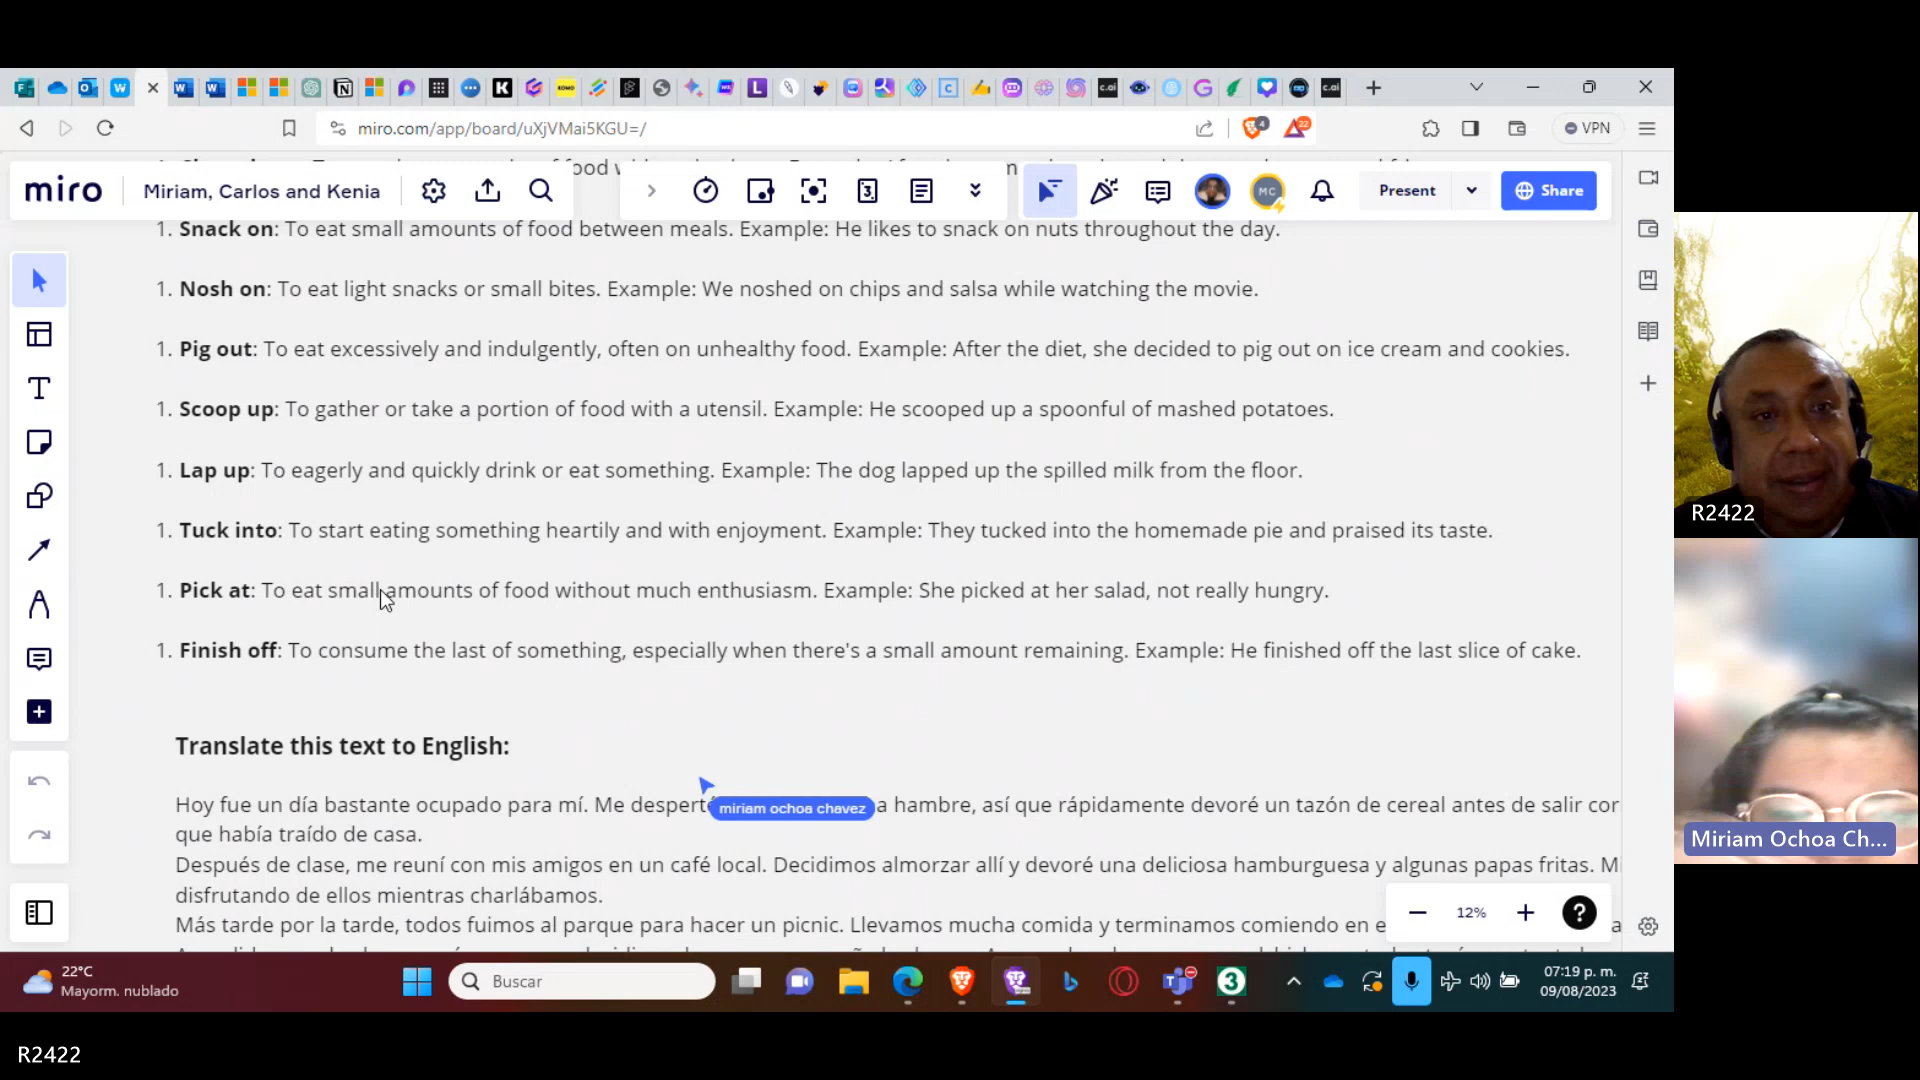 miro.com/app/board/uXjVMai5KGU=/
VPN
miro Miriam, Carlos and Kenia
Present
Share
1. Snack on: To eat small amounts of food between meals. Example: He likes to snack on nuts throughout the day.
1. Nosh on: To eat light snacks or small bites. Example: We noshed on chips and salsa while watching the movie.
1. Pig out: To eat excessively and indulgently, often on unhealthy food. Example: After the diet, she decided to pig out on ice cream and cookies.
1. Scoop up: To gather or take a portion of food with a utensil. Example: He scooped up a spoonful of mashed potatoes.
1. Lap up: To eagerly and quickly drink or eat something. Example: The dog lapped up the spilled milk from the floor.
1. Tuck into: To start eating something heartily and with enjoyment. Example: They tucked into the homemade pie and praised its taste.
1. Pick at: To eat small amounts of food without much enthusiasm. Example: She picked at her salad, not really hungry.
1. Finish off: To consume the last of something, especially when there's a small amount remaining. Example: He finished off the last slice of cake.
Translate this text to English:
Hoy fue un día bastante ocupado para mí. Me desperté a hambre, así que rápidamente devoré un tazón de cereal antes de salir cor
miriam ochoa chavez
que había traído de casa.
Después de clase, me reuní con mis amigos en un café local. Decidimos almorzar allí y devoré una deliciosa hamburguesa y algunas papas fritas. Mi
disfrutando de ellos mientras charlábamos.
Más tarde por la tarde, todos fuimos al parque para hacer un picnic. Llevamos mucha comida y terminamos comiendo en e
12%
R2422
Miriam Ochoa Ch...
22°C
Mayorm. nublado
Buscar
07:19 p. m.
09/08/2023
R2422